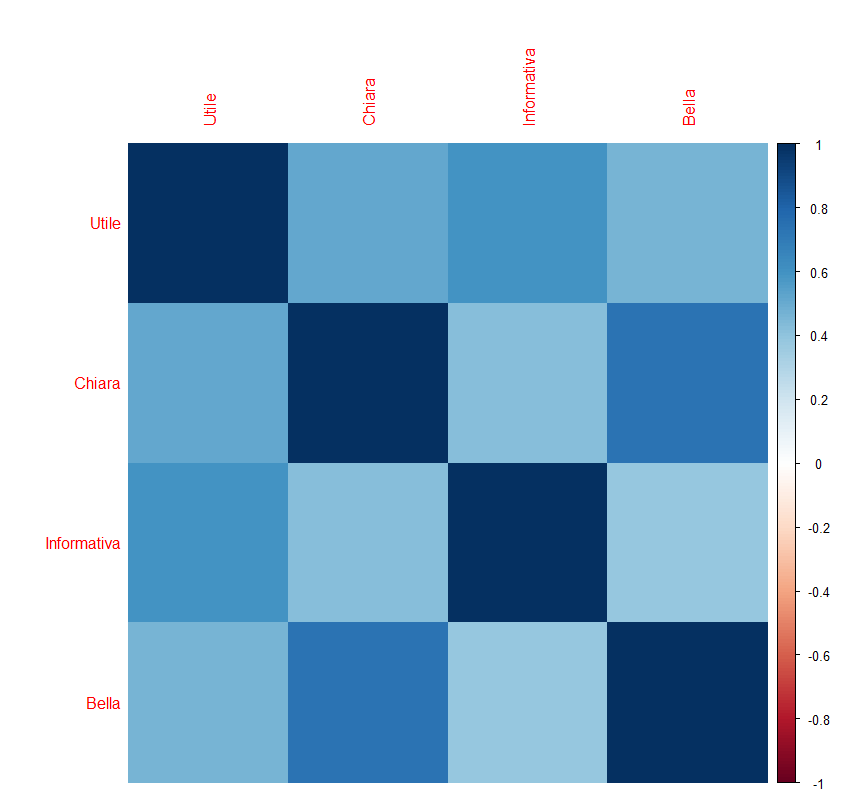 Utile
Chiara
Informativa
Bella
Utile
Chiara
Informativa
Bella
1
0.8
0.6
0.4
0.2
0
-0.2
-0.4
-0.6
-0.8
-1